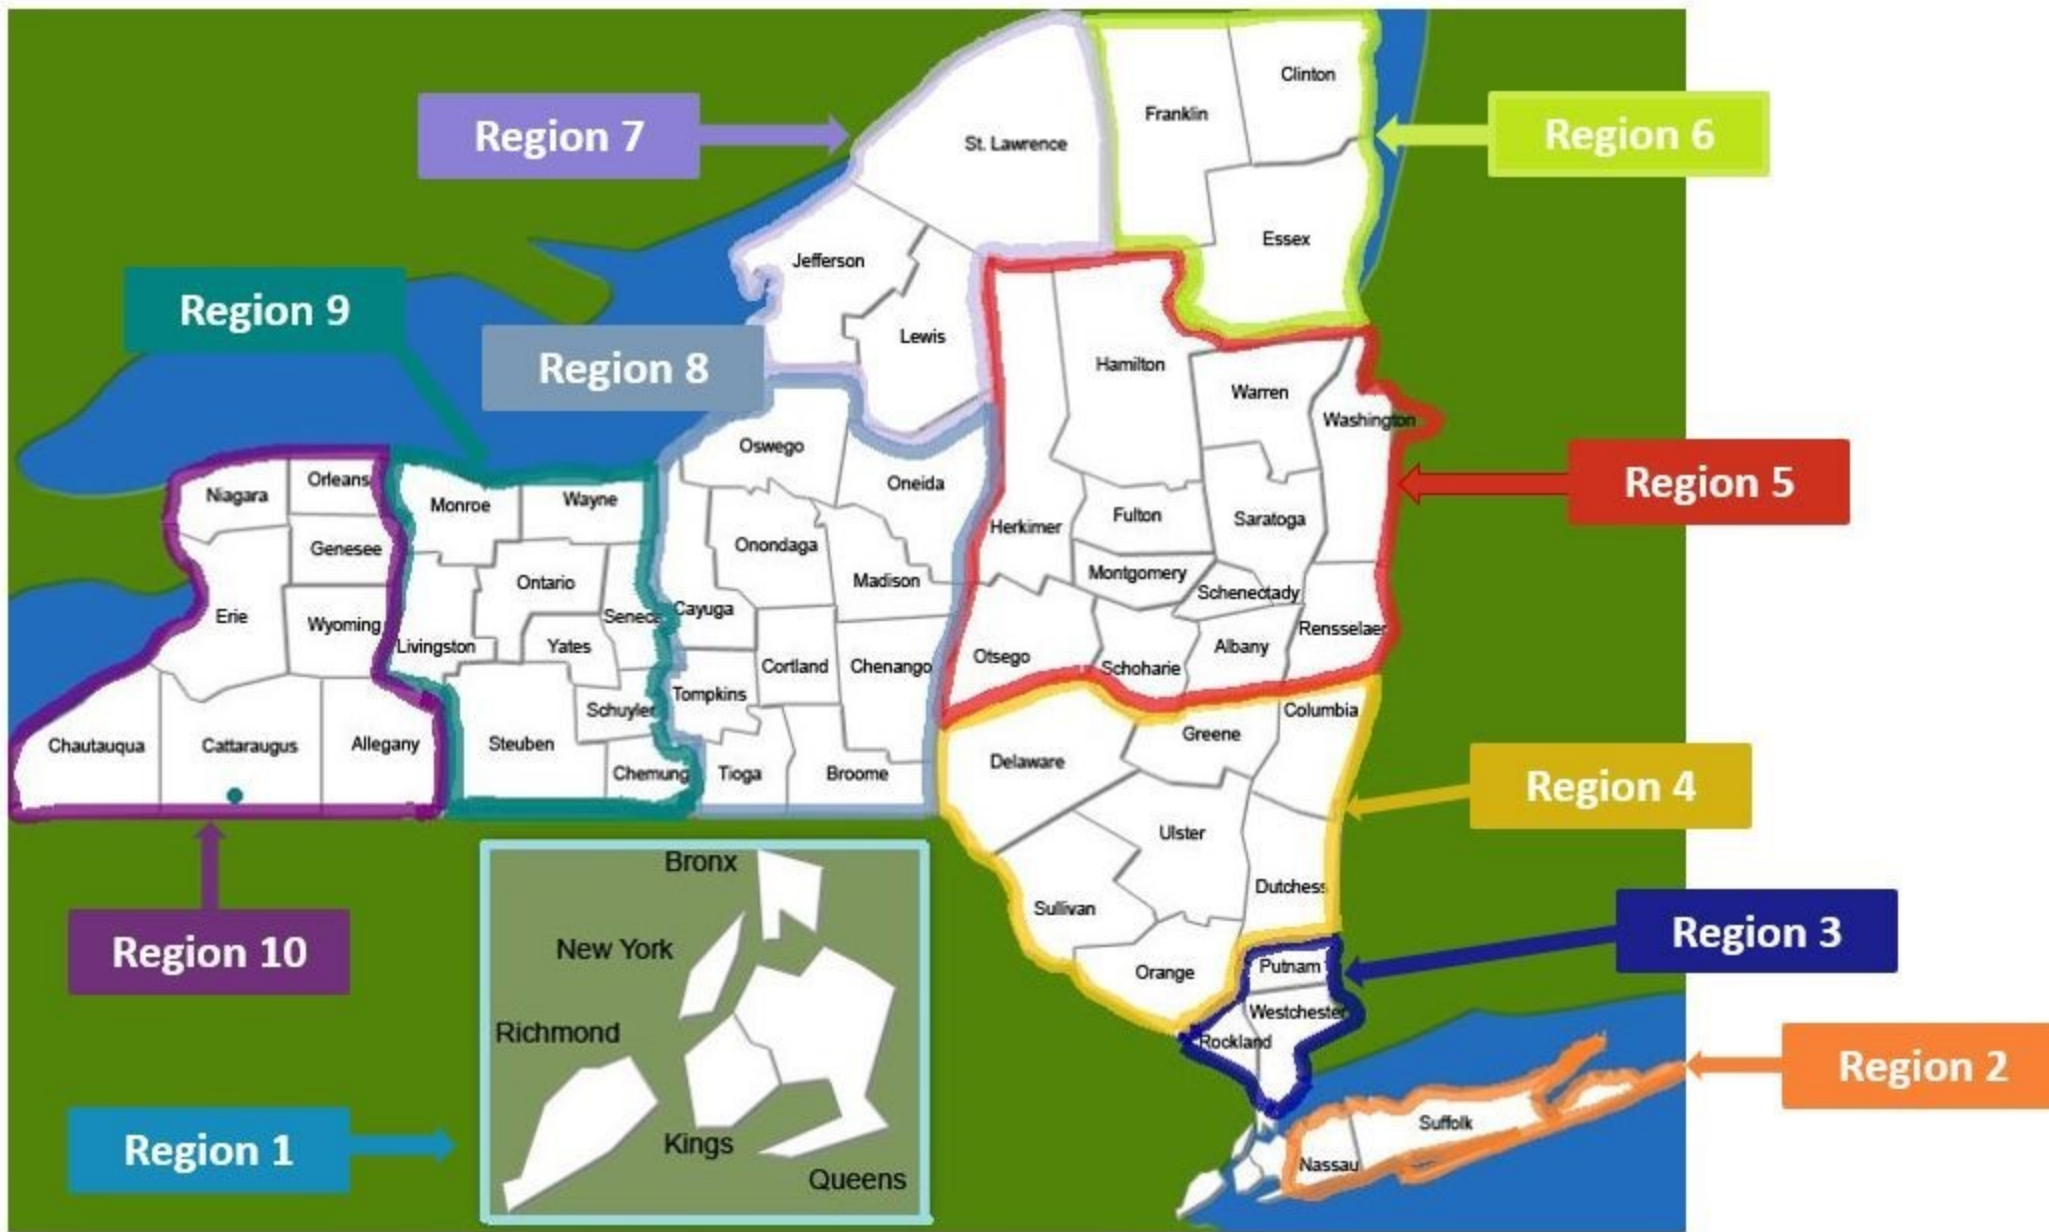 Clinton
Franklin
Region 7
Region 6
St. Lawrence
Essex
Jefferson
Region 9
Lewis
Region 8
Hamilton
Warren
Washington
Oswego
Oneida
Region 5
Orleans
Niagara
Monroe
Wayne
Herkimer
Fulton
Saratoga
Genesee
Onondaga
Ontario
Madison
Montgomery
Schenectady
Erie
Wyoming
Seneca
Cayuga
Livingston
Yates
Rensselaer
Albany
Otsego
Schoharie
Cortland
Chenango
Tompkins
Schuyler
Columbia
Greene
Chautauqua
Cattaraugus
Allegany
Steuben
Chemung
Tioga
Broome
Delaware
Region 4
Ulster
Bronx
Dutchess
Sullivan
Region 3
Region 10
New York
Orange
Putnam
Westchester
Richmond
Rockland
Region 2
Suffolk
Region 1
Kings
Nassau
Queens